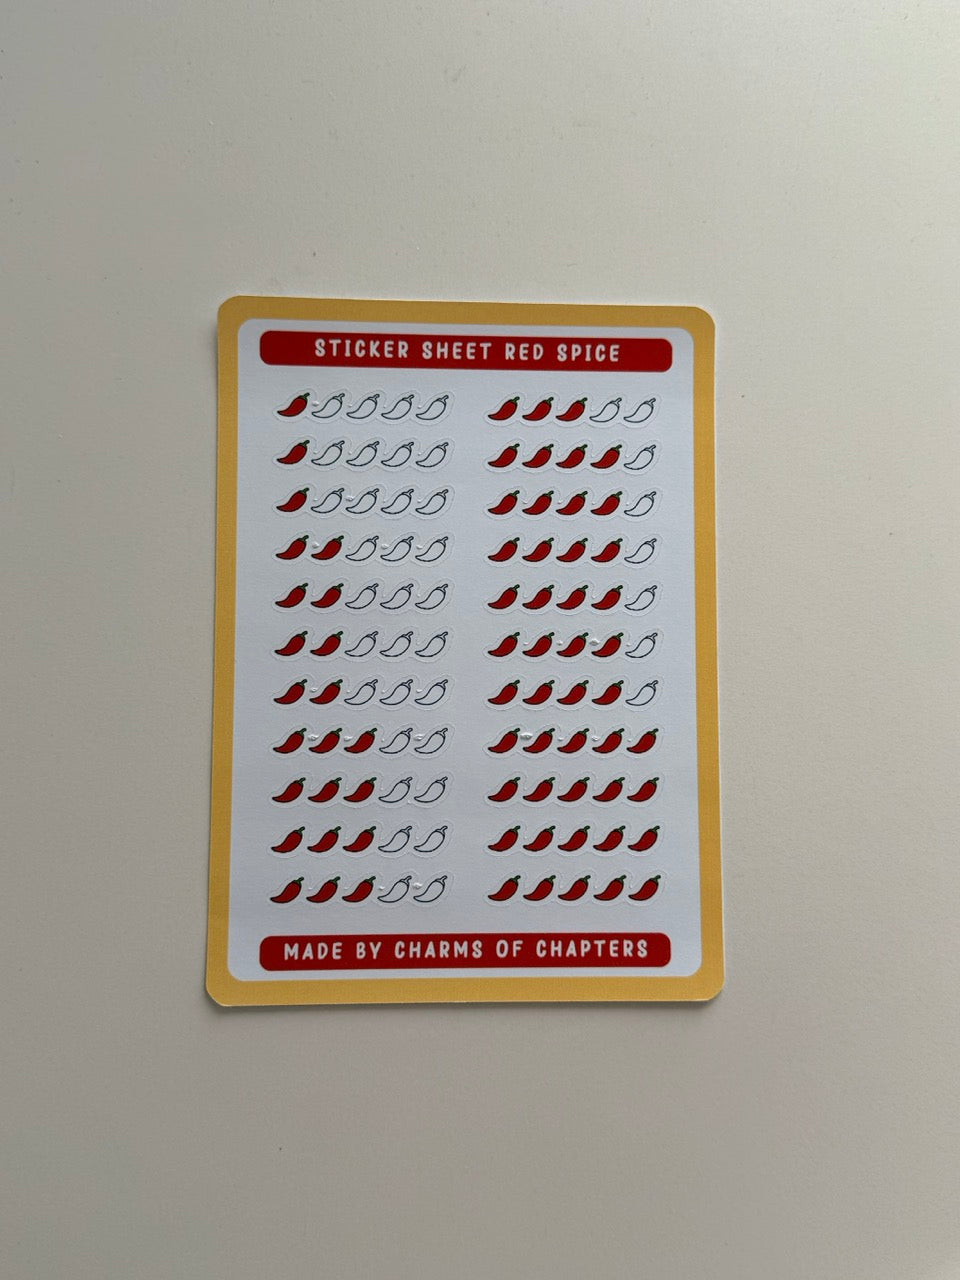 STICKER SHEET RED SPICE
MADE BY CHARMS OF CHAPTERS